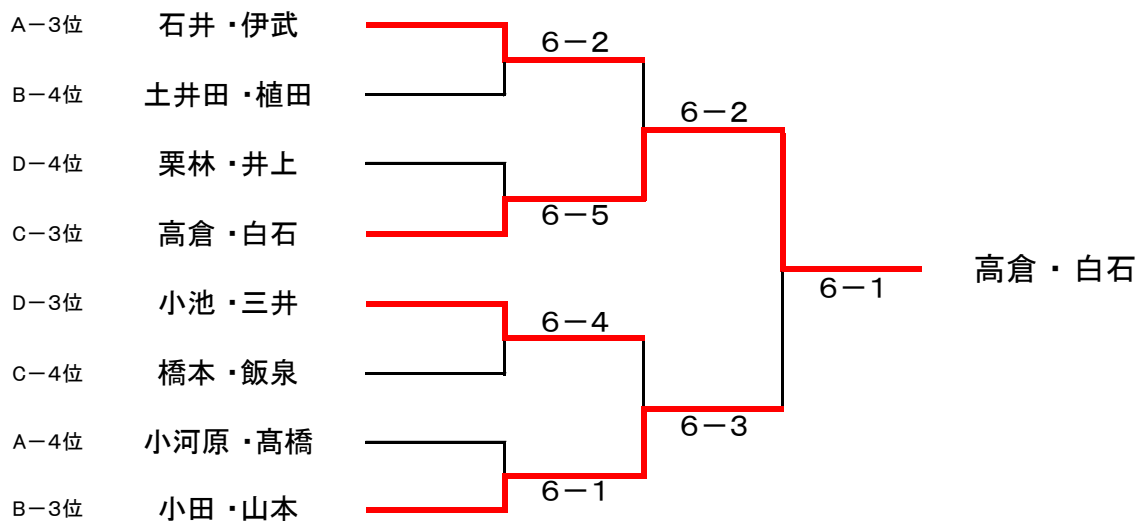 A－3位 石井・伊武
6－2
B－4位 土井田・植田
6－2
D－4位 栗林・井上
6－5
C－3位 高倉・白石
高倉・白石
6－1
D－3位 小池・三井
6－4
C－4位 橋本・飯泉
6－3
A－4位 小河原・髙橋
6－1
B－3位 小田・山本